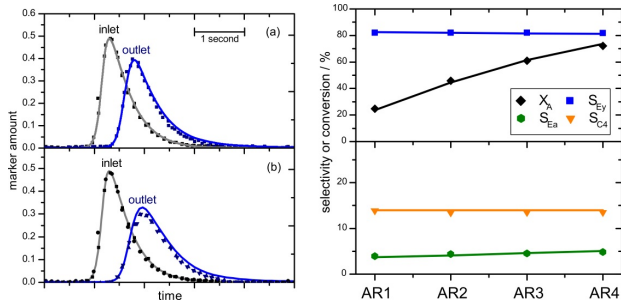 0.6
0.5
0.4
0.3
0.2
0.1
0.0
inlet
(a)
1 second
outlet
0.5
0.4
0.3
0.2
0.1
0.0
inlet
(b)
outlet
marker amount
time
100
80
60
40
20
0
X_A S_Ey
S_Ea S_C4
20
10
0
selectivity or conversion / %
AR1 AR2 AR3 AR4